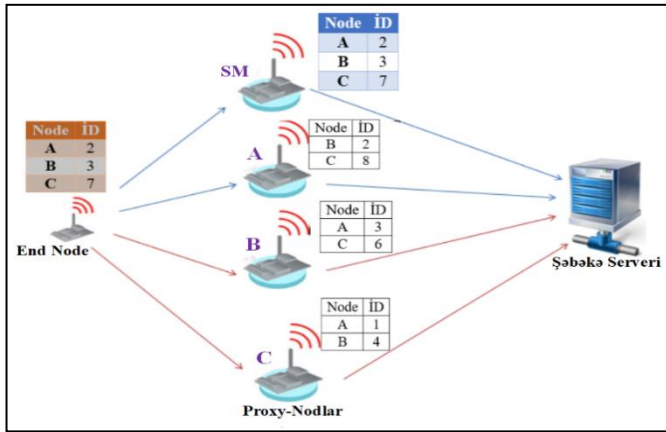 Node İD
A 2
B 3
C 7
SM
Node İD
A 2
B 3
C 7
End Node
A
Node İD
B 2
C 8
B
Node İD
A 3
C 6
Şəbəkə Serveri
C
Node İD
A 1
B 4
Proxy-Nodlar